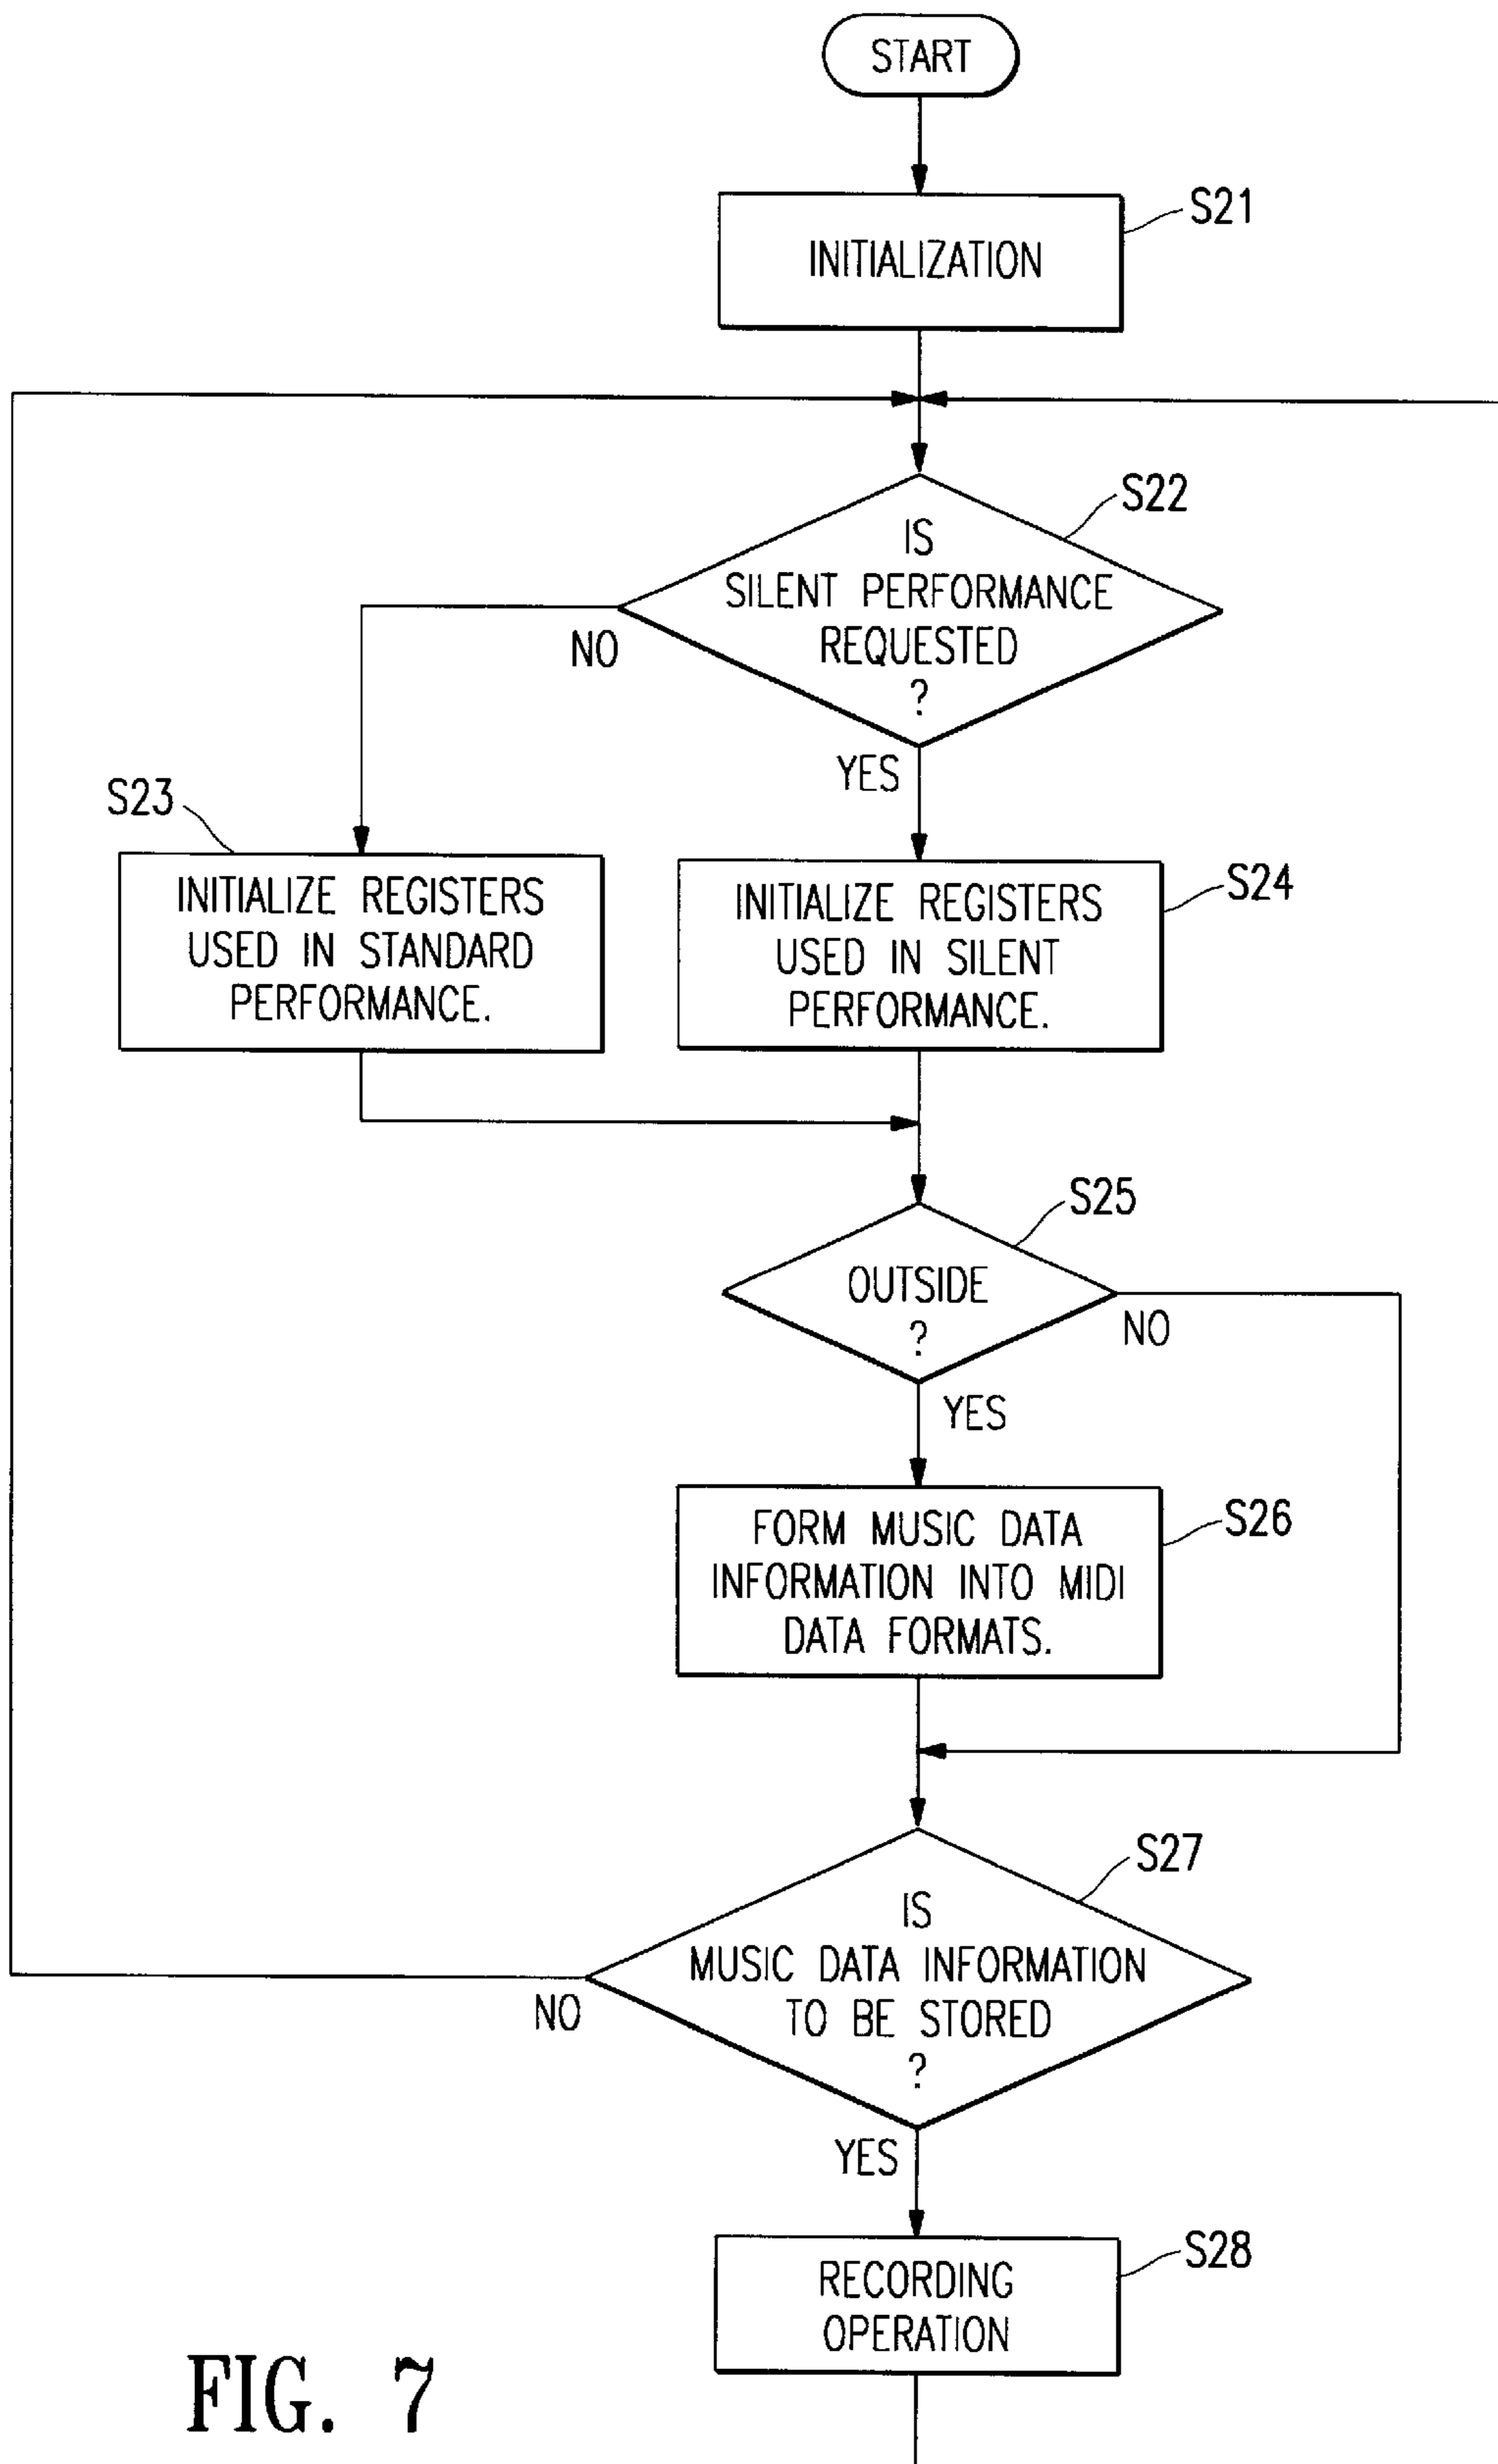 START
S21
INITIALIZATION
S22
IS
SILENT PERFORMANCE
REQUESTED
?
NO
YES
S23
INITIALIZE REGISTERS
USED IN STANDARD
PERFORMANCE.
S24
INITIALIZE REGISTERS
USED IN SILENT
PERFORMANCE.
S25
OUTSIDE
?
NO
YES
S26
FORM MUSIC DATA
INFORMATION INTO MIDI
DATA FORMATS.
S27
IS
MUSIC DATA INFORMATION
TO BE STORED
?
NO
YES
S28
RECORDING
OPERATION
FIG. 7